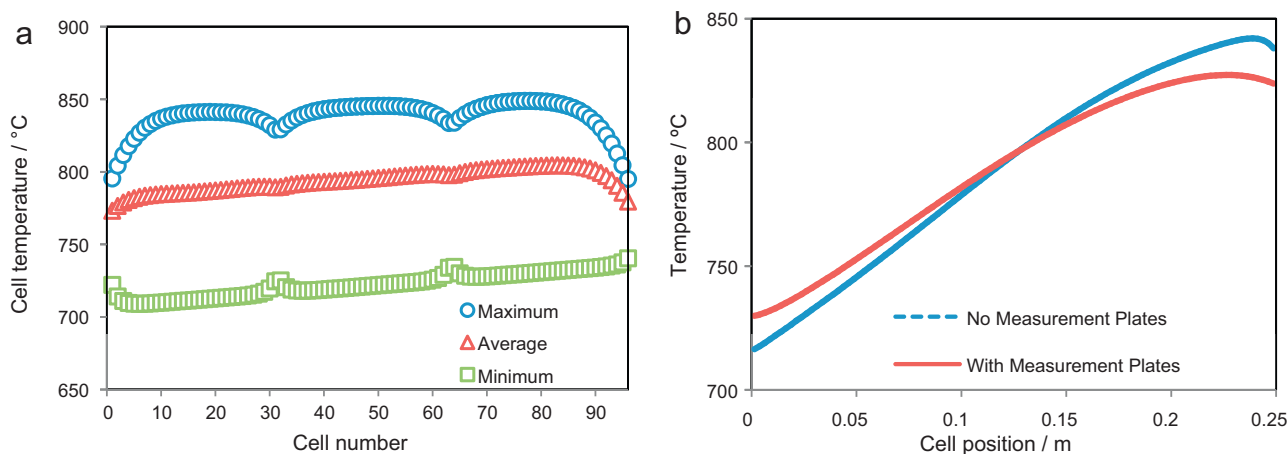 a
900
850
800
750
700
650
Cell temperature / °C
0 10 20 30 40 50 60 70 80 90
Cell number
Maximum
Average
Minimum
b
850
800
750
700
Temperature / ºC
0 0.05 0.1 0.15 0.2 0.25
Cell position / m
No Measurement Plates
With Measurement Plates